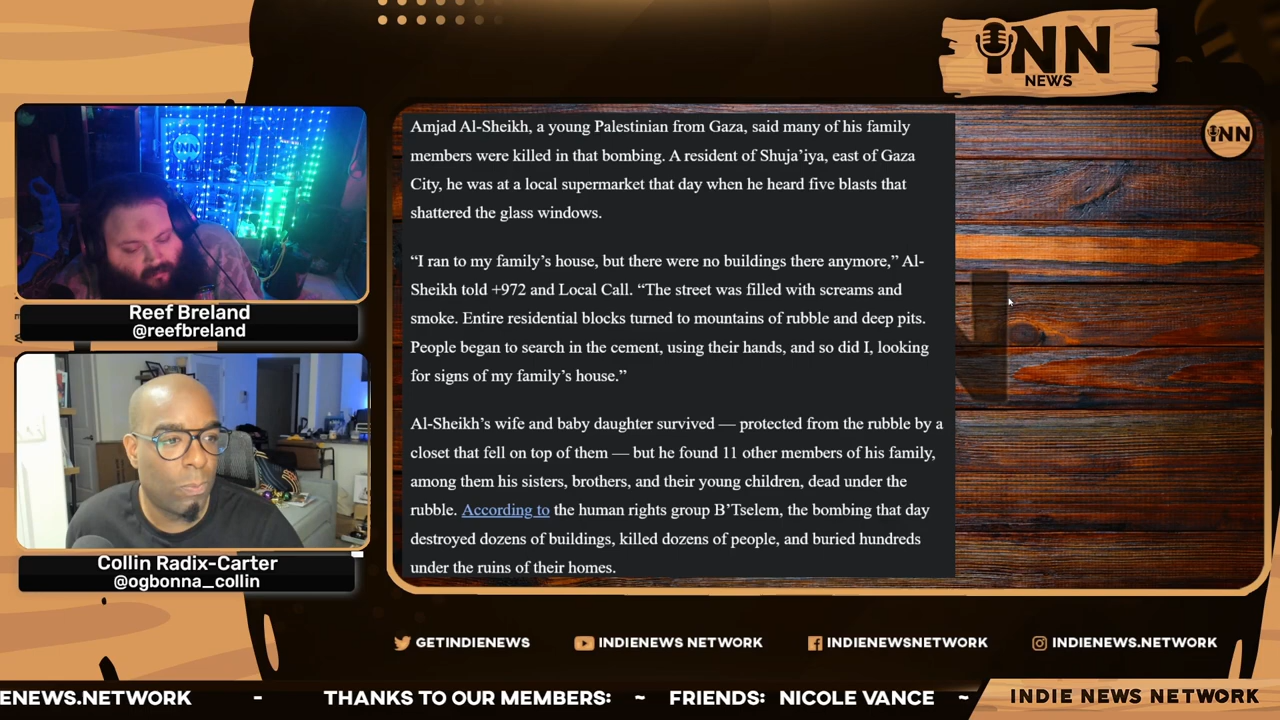 iNN
NEWS
iNN
Amjad Al-Sheikh, a young Palestinian from Gaza, said many of his family
members were killed in that bombing. A resident of Shuja’iya, east of Gaza
City, he was at a local supermarket that day when he heard five blasts that
shattered the glass windows.
“I ran to my family’s house, but there were no buildings there anymore,” Al-
Sheikh told +972 and Local Call. “The street was filled with screams and
smoke. Entire residential blocks turned to mountains of rubble and deep pits.
People began to search in the cement, using their hands, and so did I, looking
for signs of my family’s house.”
Al-Sheikh’s wife and baby daughter survived — protected from the rubble by a
closet that fell on top of them — but he found 11 other members of his family,
among them his sisters, brothers, and their young children, dead under the
rubble. According to the human rights group B’Tselem, the bombing that day
destroyed dozens of buildings, killed dozens of people, and buried hundreds
under the ruins of their homes.
Reef Breland
@reefbreland
Collin Radix-Carter
@ogbonna_collin
GETINDIENEWS
INDIENEWS NETWORK
INDIENEWSNETWORK
INDIENEWS.NETWORK
ENEWS.NETWORK - THANKS TO OUR MEMBERS: ~ FRIENDS: NICOLE VANCE ~
INDIE NEWS NETWORK